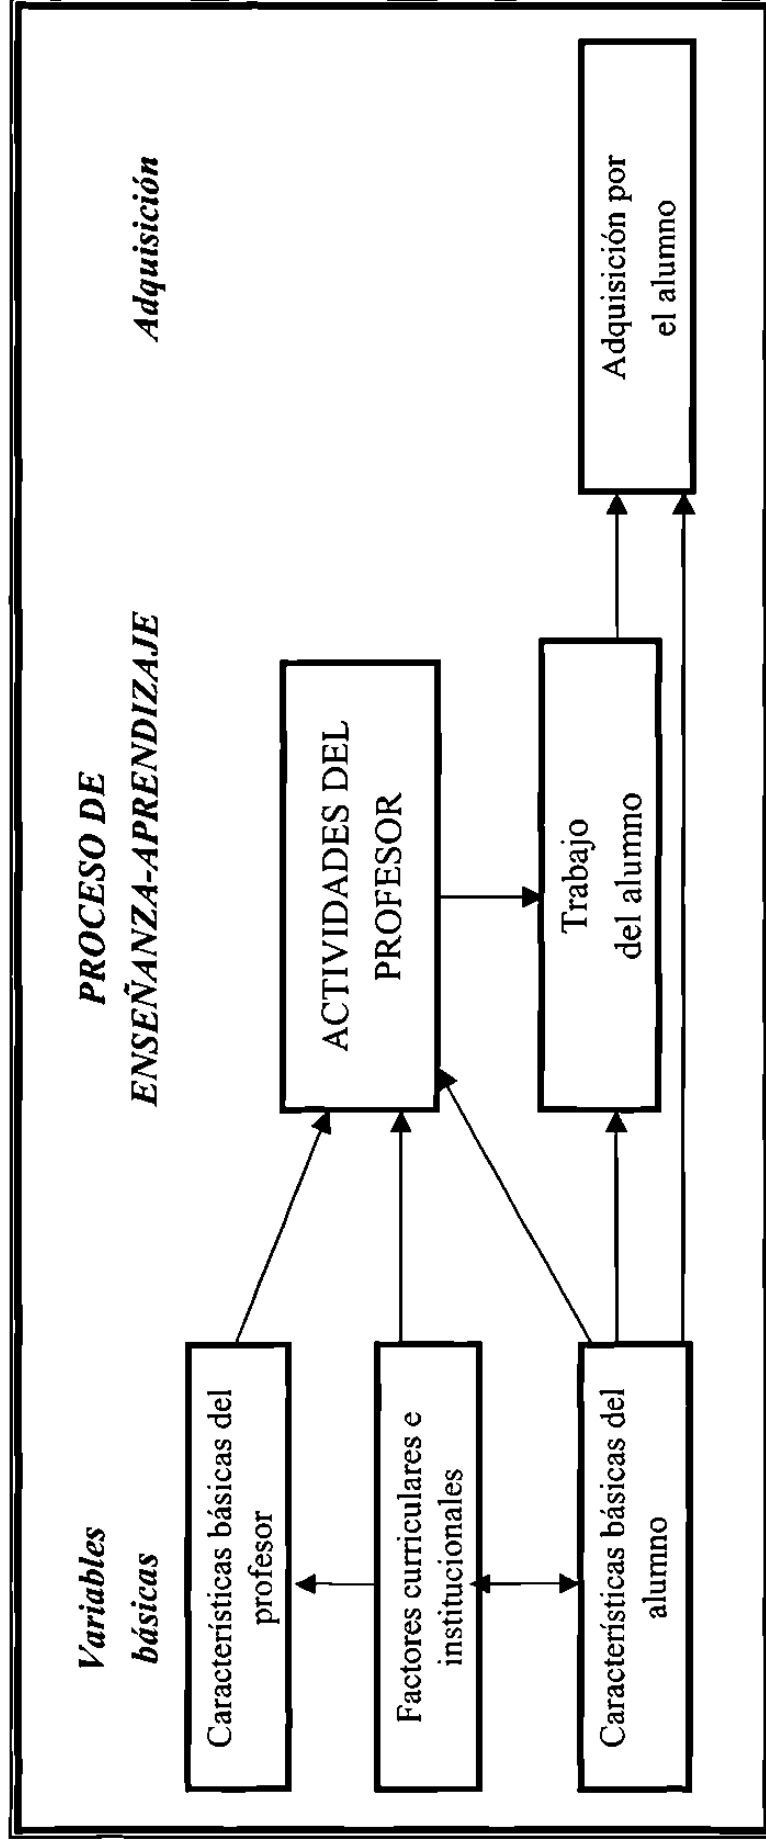 Variables
básicas
PROCESO DE
ENSEÑANZA-APRENDIZAJE
Adquisición
Características básicas del
profesor
Factores curriculares e
institucionales
Características básicas del
alumno
ACTIVIDADES DEL
PROFESOR
Trabajo
del alumno
Adquisición por
el alumno